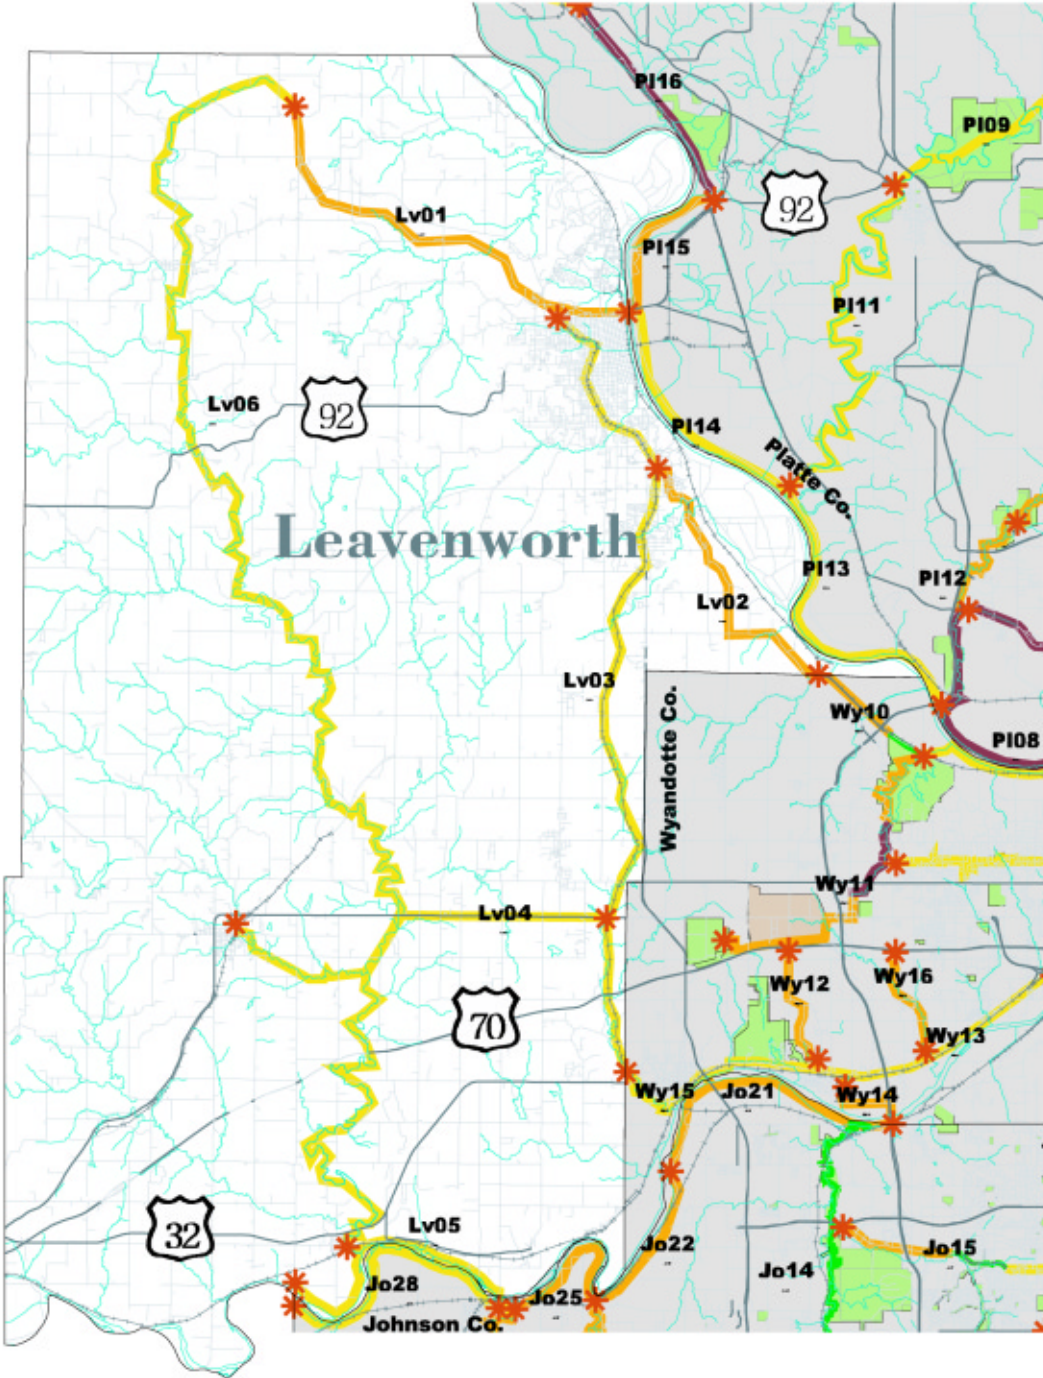 Pl16
Pl09
92
Lv01
Pl15
Pl11
Lv06
92
Pl14
Platte Co.
Leavenworth
Pl13
Pl12
Lv02
Lv03
Wy10
Wyandotte Co.
Pl08
Wy11
Lv04
Wy12
Wy16
70
Wy13
Wy15
Jo21
Wy14
32
Lv05
Jo22
Jo15
Jo14
Jo28
Jo25
Johnson Co.